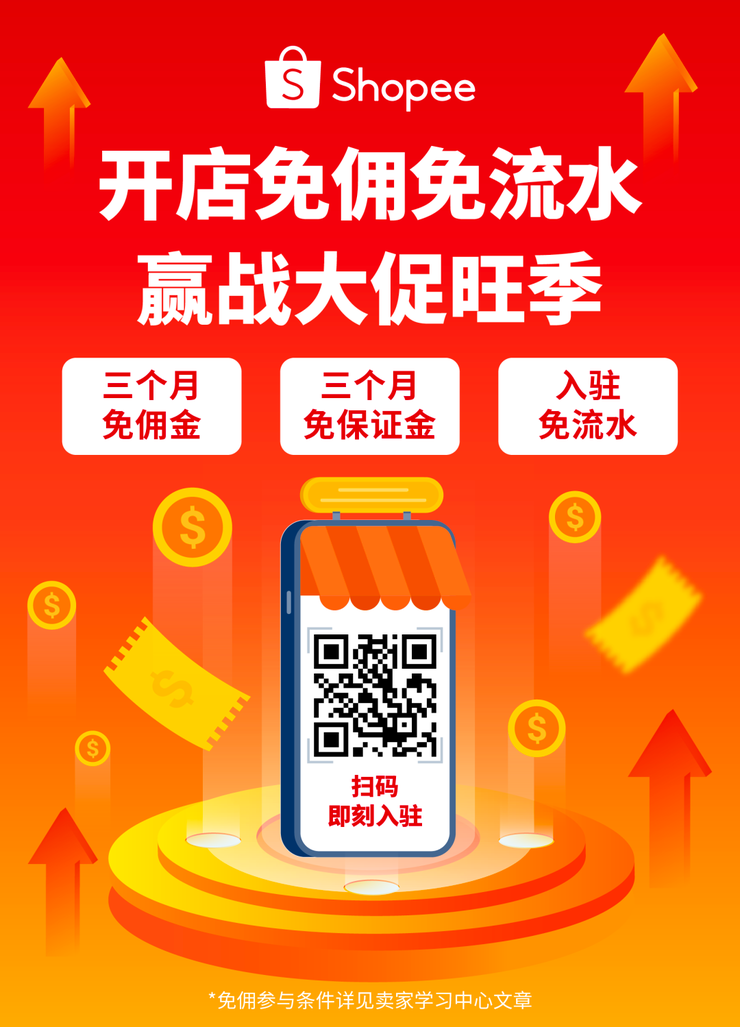 Shopee
开店免佣免流水
赢战大促旺季
三个月
免佣金
三个月
免保证金
入驻
免流水
扫码
即刻入驻
*免佣参与条件详见卖家学习中心文章